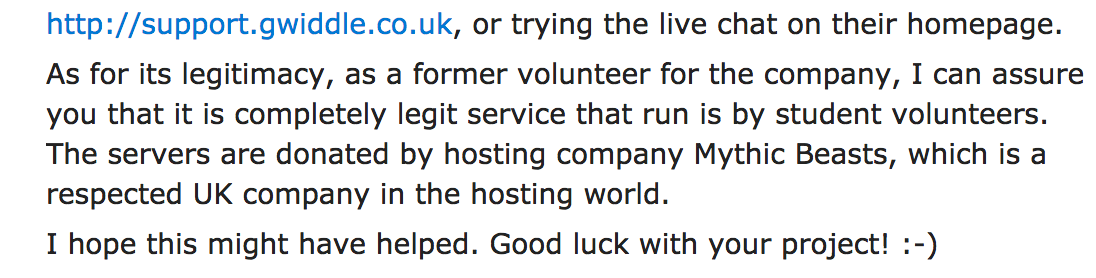 http://support.gwiddle.co.uk, or trying the live chat on their homepage.
As for its legitimacy, as a former volunteer for the company, I can assure
you that it is completely legit service that run is by student volunteers.
The servers are donated by hosting company Mythic Beasts, which is a
respected UK company in the hosting world.
I hope this might have helped. Good luck with your project! :-)